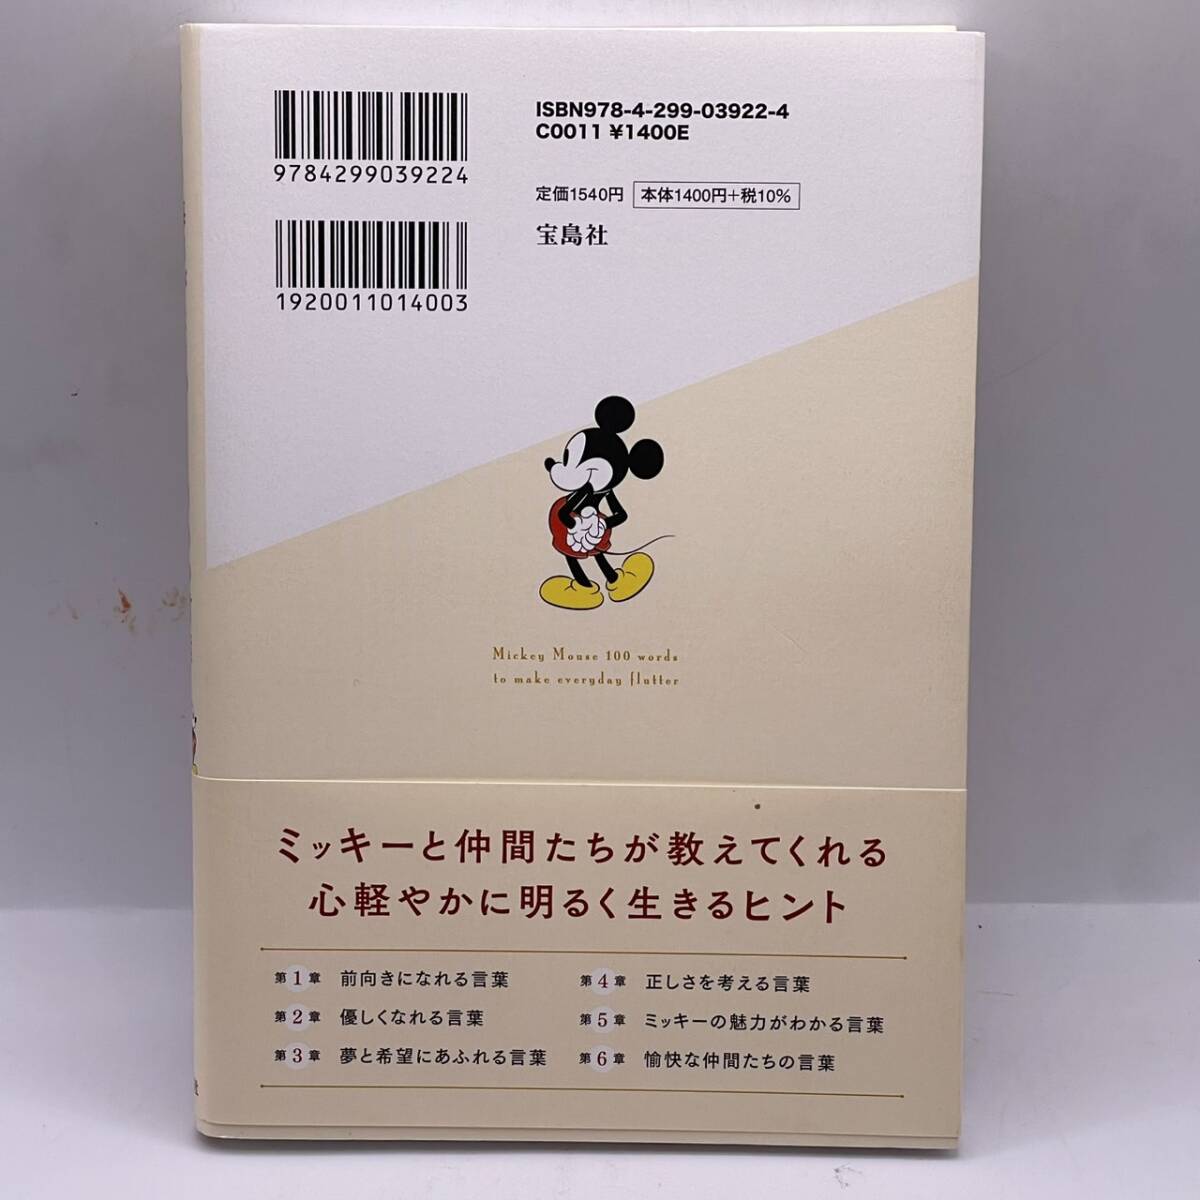 ISBN978-4-299-03922-4
C0011 ¥1400E
9784299039224
定価1540円 本体1400円+税10%
宝島社
1920011014003
Mickey Mouse 100 words
to make everyday flutter
ミッキーと仲間たちが教えてくれる
心軽やかに明るく生きるヒント
第1章 前向きになれる言葉
第2章 優しくなれる言葉
第3章 夢と希望にあふれる言葉
第4章 正しさを考える言葉
第5章 ミッキーの魅力がわかる言葉
第6章 愉快な仲間たちの言葉